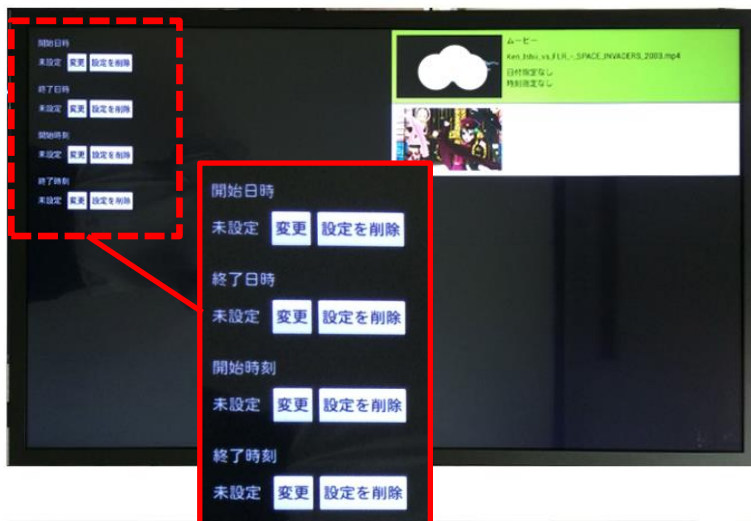 開始日時
未設定 変更 設定を削除
終了日時
未設定 変更 設定を削除
開始時刻
未設定 変更 設定を削除
終了時刻
未設定 変更 設定を削除
ムービー
Ken_Ishii_vs_FLR_-_SPACE_INVADERS_2003.mp4
日付指定なし
時刻指定なし
開始日時
未設定 変更 設定を削除
終了日時
未設定 変更 設定を削除
開始時刻
未設定 変更 設定を削除
終了時刻
未設定 変更 設定を削除